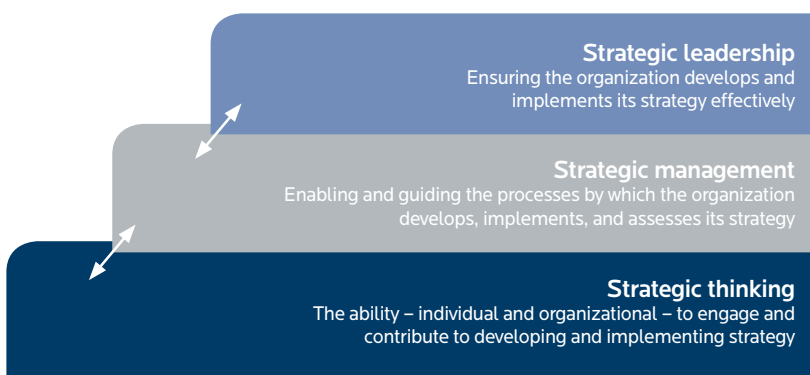 Strategic leadership
Ensuring the organization develops and
implements its strategy effectively
Strategic management
Enabling and guiding the processes by which the organization
develops, implements, and assesses its strategy
Strategic thinking
The ability – individual and organizational – to engage and
contribute to developing and implementing strategy